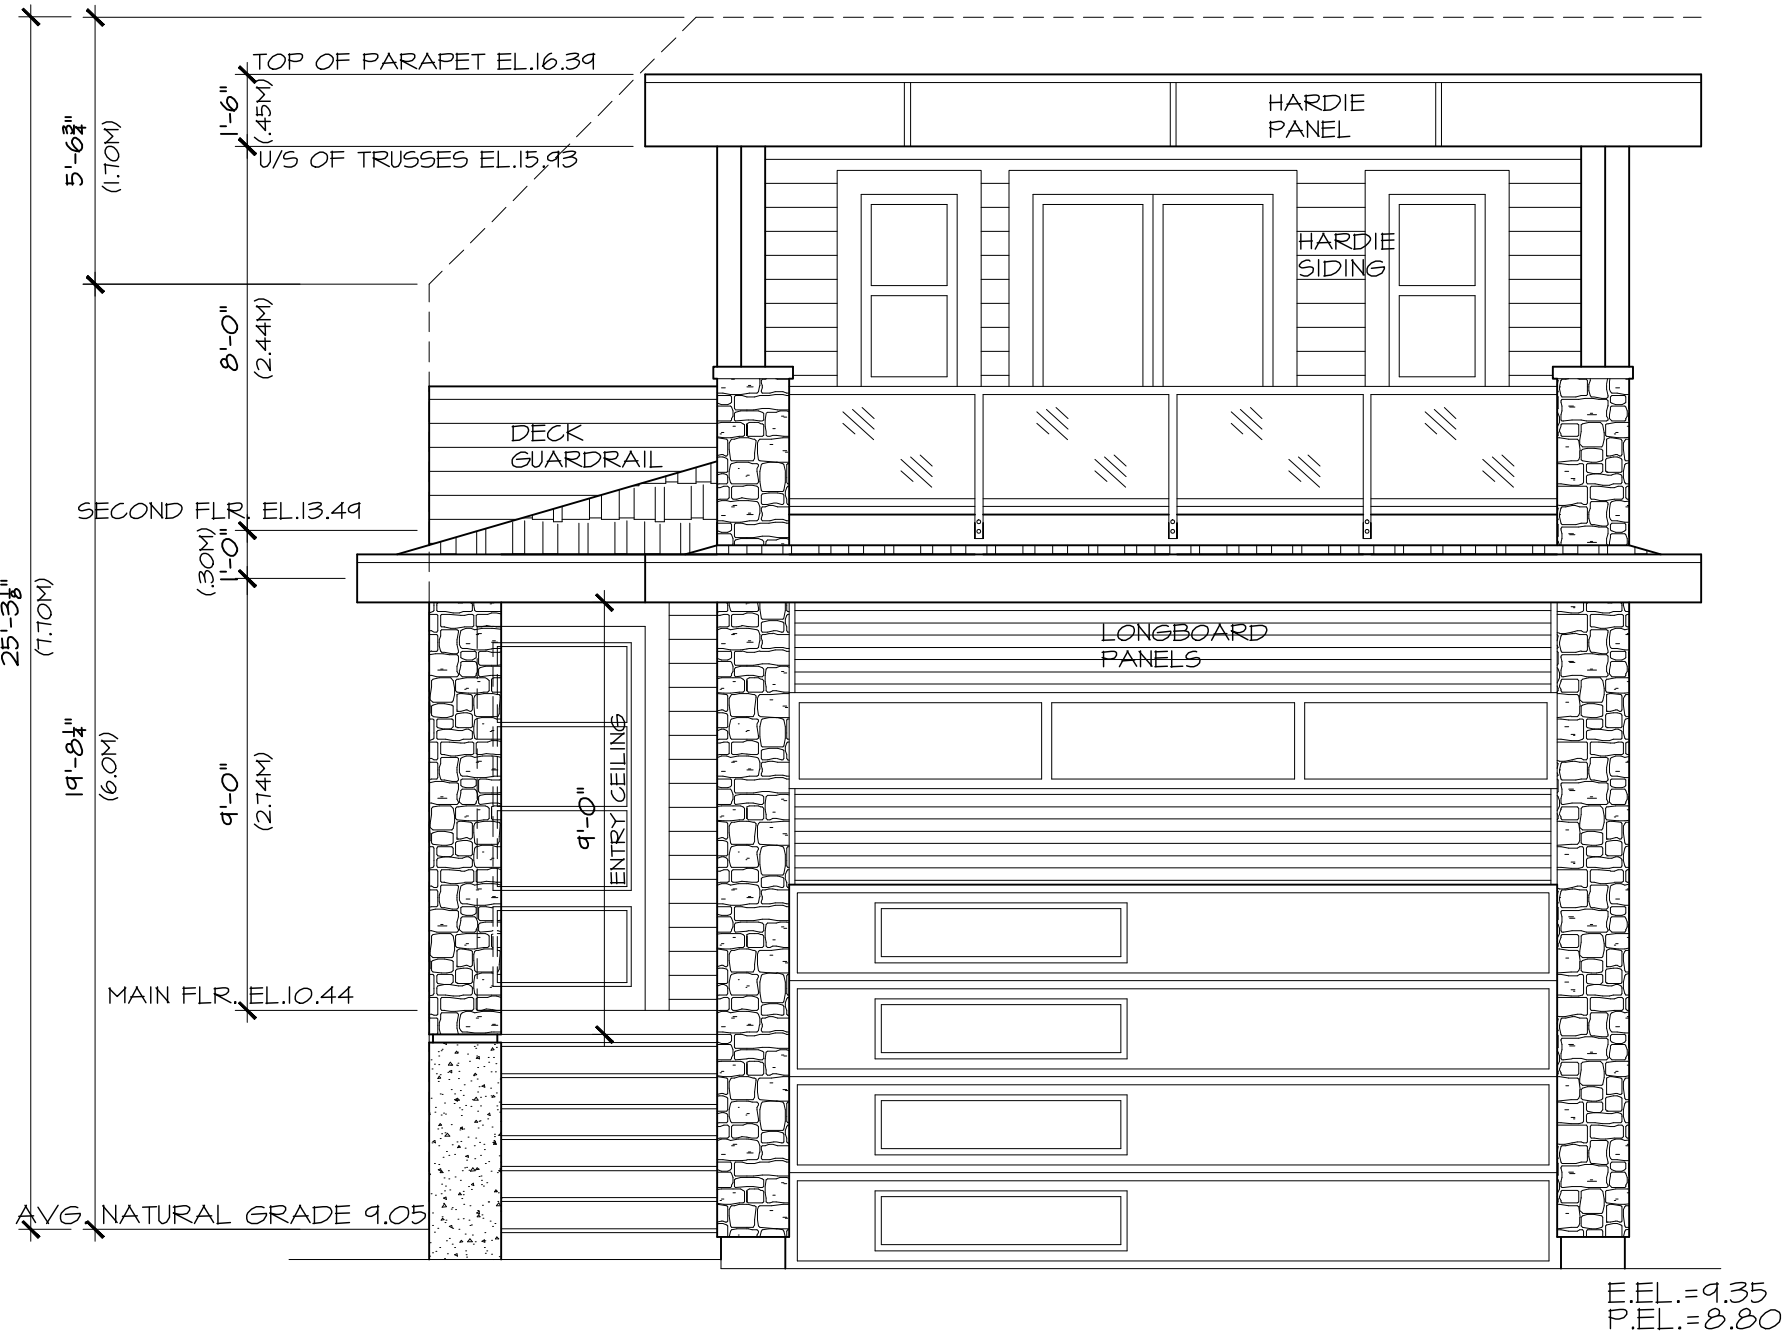 TOP OF PARAPET EL.16.39
1'-6"
(.45M)
HARDIE
PANEL
5'-6¾"
(1.70M)
U/S OF TRUSSES EL.15.93
HARDIE
SIDING
8'-0"
(2.44M)
DECK
GUARDRAIL
SECOND FLR. EL.13.49
1'-0"
(.30M)
25'-3⅛"
(7.70M)
LONGBOARD
PANELS
19'-8¼"
(6.0M)
9'-0"
(2.74M)
9'-0"
ENTRY CEILING
MAIN FLR. EL.10.44
AVG. NATURAL GRADE 9.05
E.EL.=9.35
P.EL.=8.80